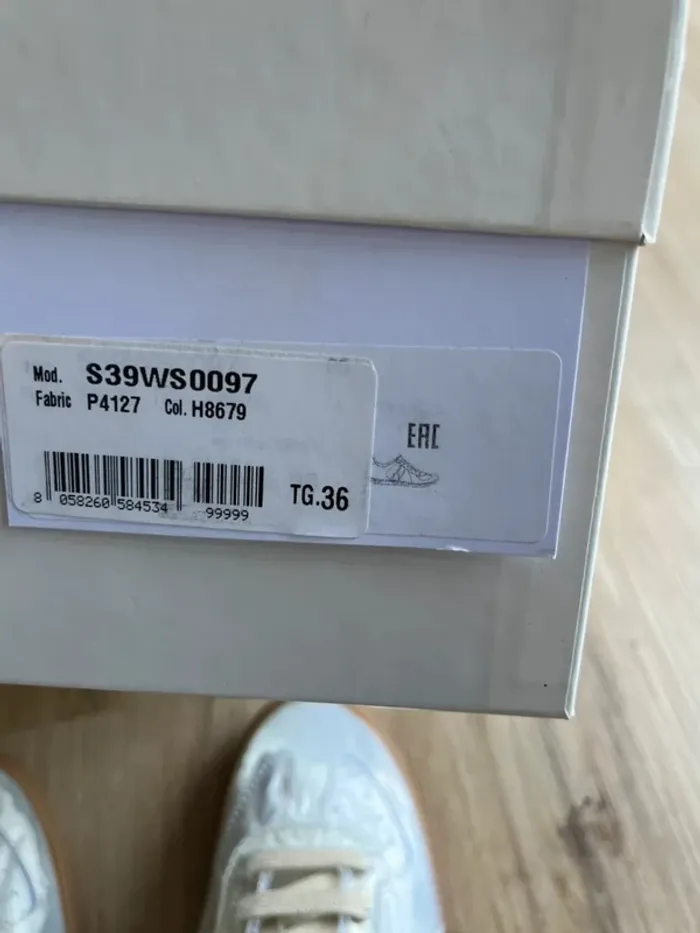 Mod. S39WS0097
Fabric P4127 Col. H8679
8 058260 584534 99999
TG.36
EAC